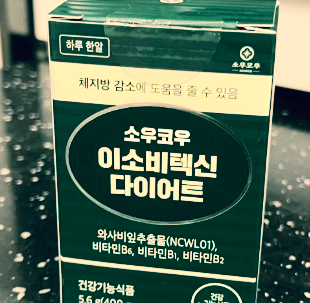 하루 한알
소우코우
체지방 감소에 도움을 줄 수 있음
소우코우
이소비텍신
다이어트
와사비잎추출물(NCWL01),
비타민B₆, 비타민B₁, 비타민B₂
건강기능식품
건강